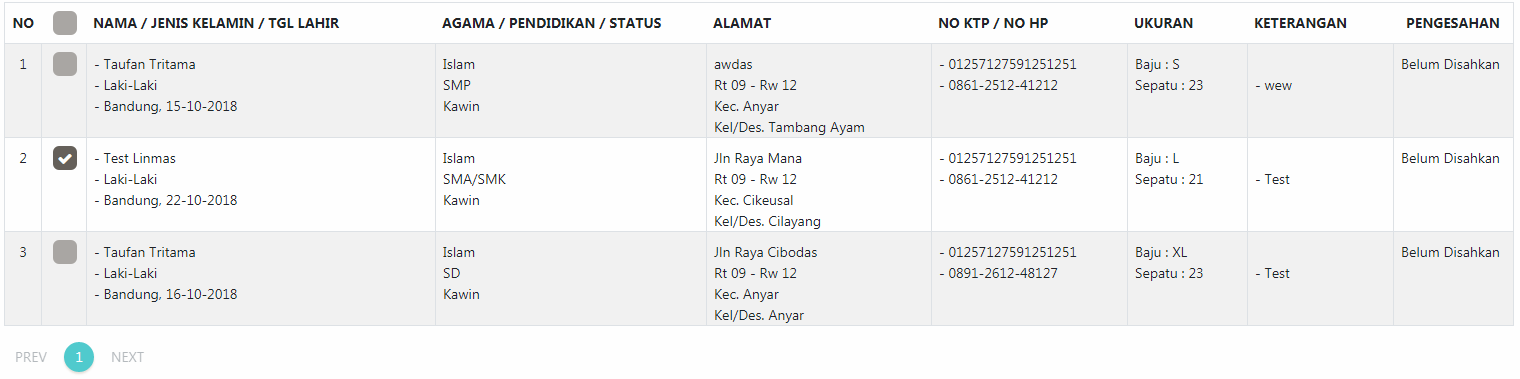 NO NAMA / JENIS KELAMIN / TGL LAHIR AGAMA / PENDIDIKAN / STATUS ALAMAT NO KTP / NO HP UKURAN KETERANGAN PENGESAHAN
1 - Taufan Tritama Islam awdas - 01257127591251251 Baju : S Belum Disahkan
- Laki-Laki SMP Rt 09 - Rw 12 - 0861-2512-41212 Sepatu : 23 - wew
- Bandung, 15-10-2018 Kawin Kec. Anyar
Kel/Des. Tambang Ayam
2 - Test Linmas Islam Jln Raya Mana - 01257127591251251 Baju : L Belum Disahkan
- Laki-Laki SMA/SMK Rt 09 - Rw 12 - 0861-2512-41212 Sepatu : 21 - Test
- Bandung, 22-10-2018 Kawin Kec. Cikeusal
Kel/Des. Cilayang
3 - Taufan Tritama Islam Jln Raya Cibodas - 01257127591251251 Baju : XL Belum Disahkan
- Laki-Laki SD Rt 09 - Rw 12 - 0891-2612-48127 Sepatu : 23 - Test
- Bandung, 16-10-2018 Kawin Kec. Anyar
Kel/Des. Anyar
PREV 1 NEXT